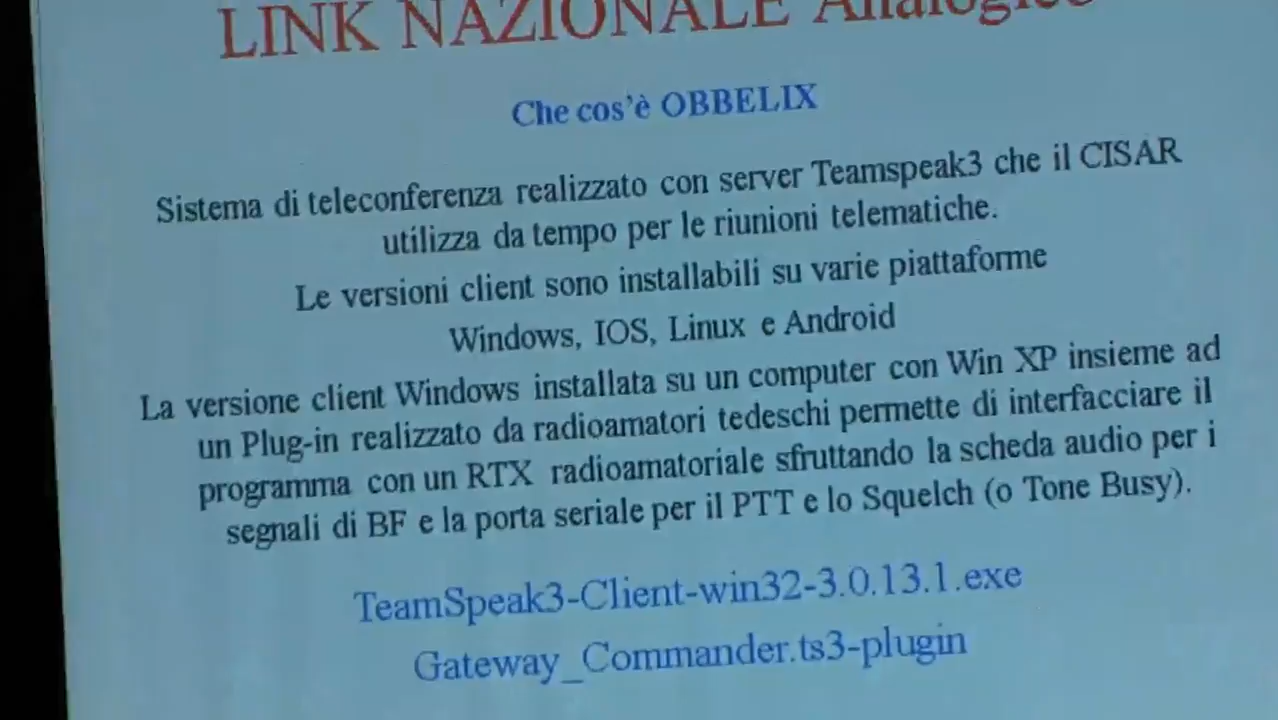 LINK NAZIONALE Analogico
Che cos'è OBBELIX
Sistema di teleconferenza realizzato con server Teamspeak3 che il CISAR
utilizza da tempo per le riunioni telematiche.
Le versioni client sono installabili su varie piattaforme
Windows, IOS, Linux e Android
La versione client Windows installata su un computer con Win XP insieme ad
un Plug-in realizzato da radioamatori tedeschi permette di interfacciare il
programma con un RTX radioamatoriale sfruttando la scheda audio per i
segnali di BF e la porta seriale per il PTT e lo Squelch (o Tone Busy).
TeamSpeak3-Client-win32-3.0.13.1.exe
Gateway_Commander.ts3-plugin